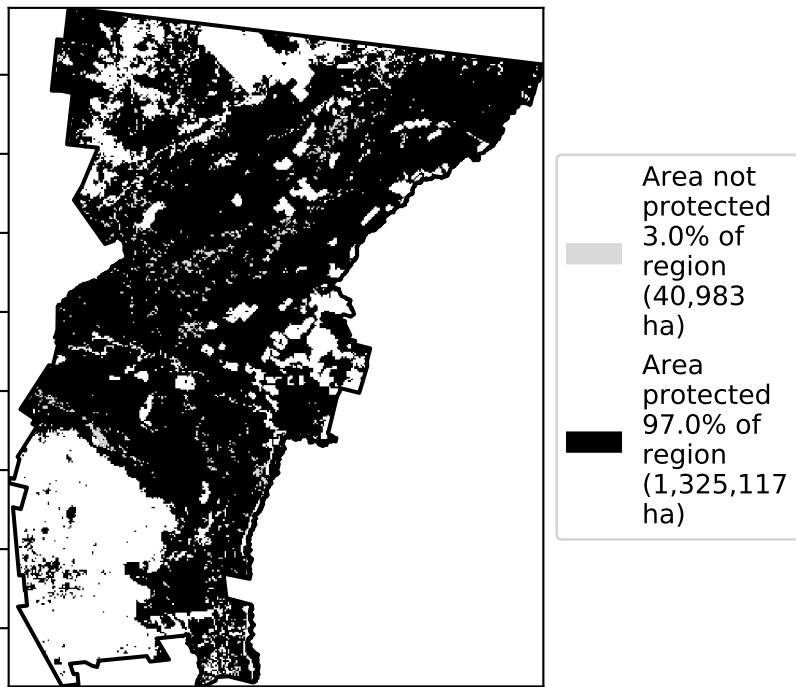 Area not
protected
3.0% of
region
(40,983
ha)
Area
protected
97.0% of
region
(1,325,117
ha)